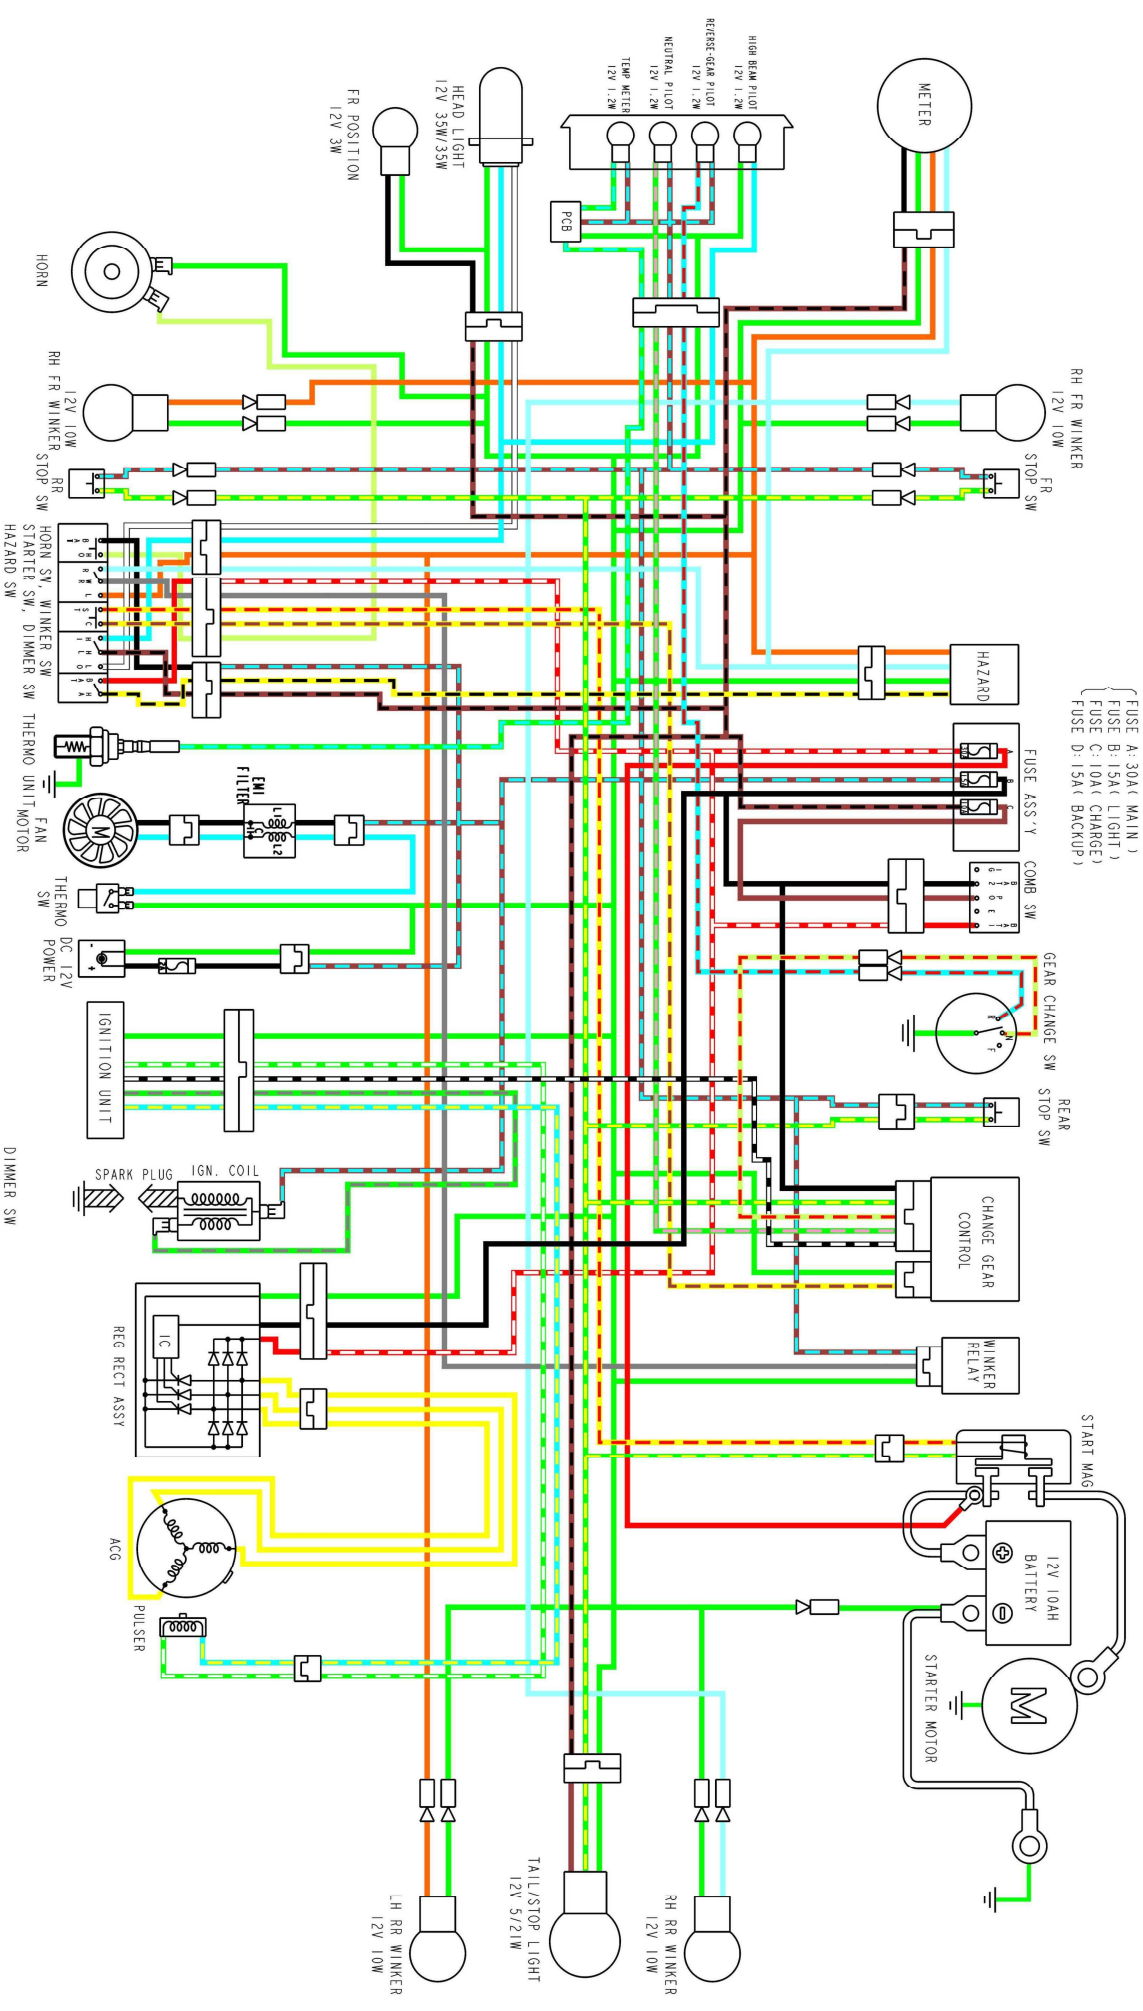 FUSE A:30A( MAIN )
FUSE B:15A( LIGHT )
FUSE C:10A( CHARGE)
FUSE D:15A( BACKUP)
METER
HIGH BEAM PILOT
12V 1.2W
REVERSE-GEAR PILOT
12V 1.2W
NEUTRAL PILOT
12V 1.2W
TEMP METER
12V 1.2W
PCB
HEAD LIGHT
12V 35W/35W
FR POSITION
12V 3W
HORN
RH FR WINKER
12V 10W
12V 10W
RH FR WINKER
FR
STOP SW
RR
STOP SW
HORN SV, WINKER SW
STARTER SW, DIMMER SW
HAZARD SW
HAZARD
FUSE ASS'Y
A
B
C
THERMO UNIT
FAN
MOTOR
M
EMI
FILTER
L1
C
L2
THERMO
SW
DC 12V
POWER
- +
COMB SW
GEAR CHANGE SW
R
N
F
REAR
STOP SW
IGNITION UNIT
DIMMER SW
SPARK PLUG
IGN. COIL
CHANGE GEAR
CONTROL
REG RECT ASSY
IC
WINKER
RELAY
START MAG
12V 10AH
BATTERY
STARTER MOTOR
M
ACG
PULSER
LH RR WINKER
12V 10W
TAIL/STOP LIGHT
12V 5/21W
RH RR WINKER
12V 10W